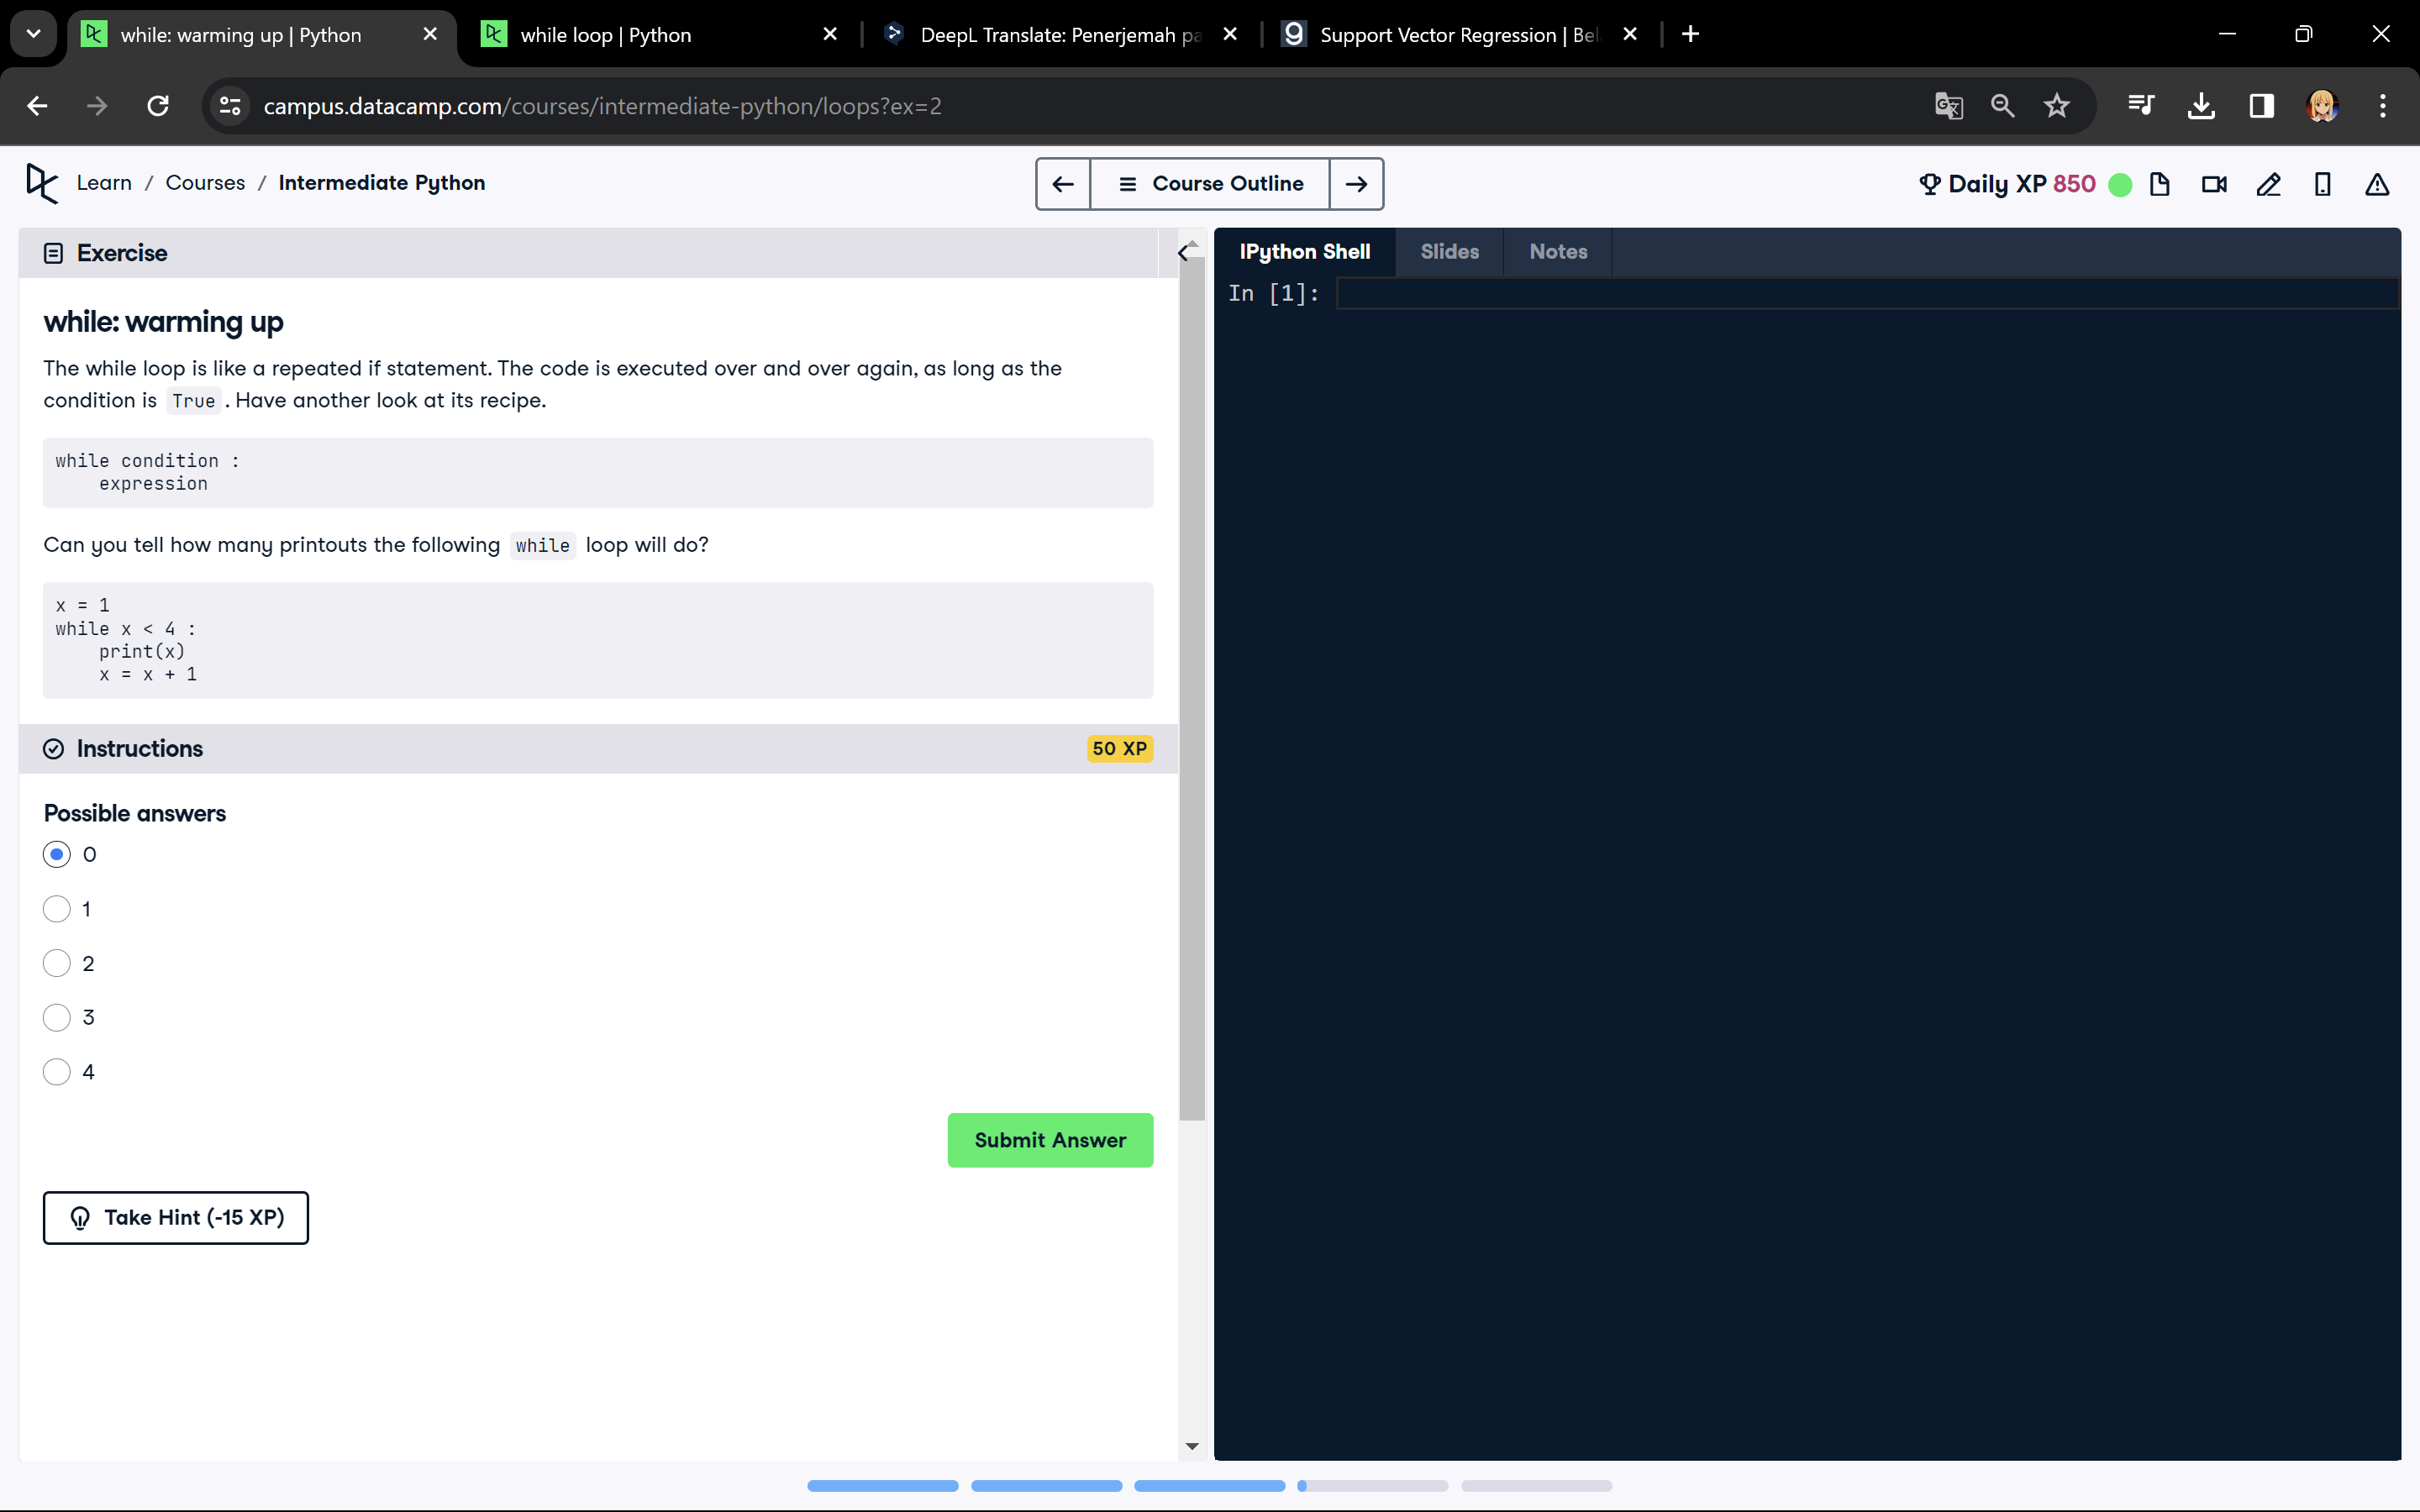 while: warming up | Python
while loop | Python
DeepL Translate: Penerjemah pa
Support Vector Regression | Bel
campus.datacamp.com/courses/intermediate-python/loops?ex=2
Learn / Courses / Intermediate Python
Course Outline
Daily XP 850
Exercise
while: warming up
The while loop is like a repeated if statement. The code is executed over and over again, as long as the
condition is True . Have another look at its recipe.
while condition :
    expression
Can you tell how many printouts the following while loop will do?
x = 1
while x < 4 :
    print(x)
    x = x + 1
Instructions
50 XP
Possible answers
0
1
2
3
4
Submit Answer
Take Hint (-15 XP)
IPython Shell
Slides
Notes
In [1]: